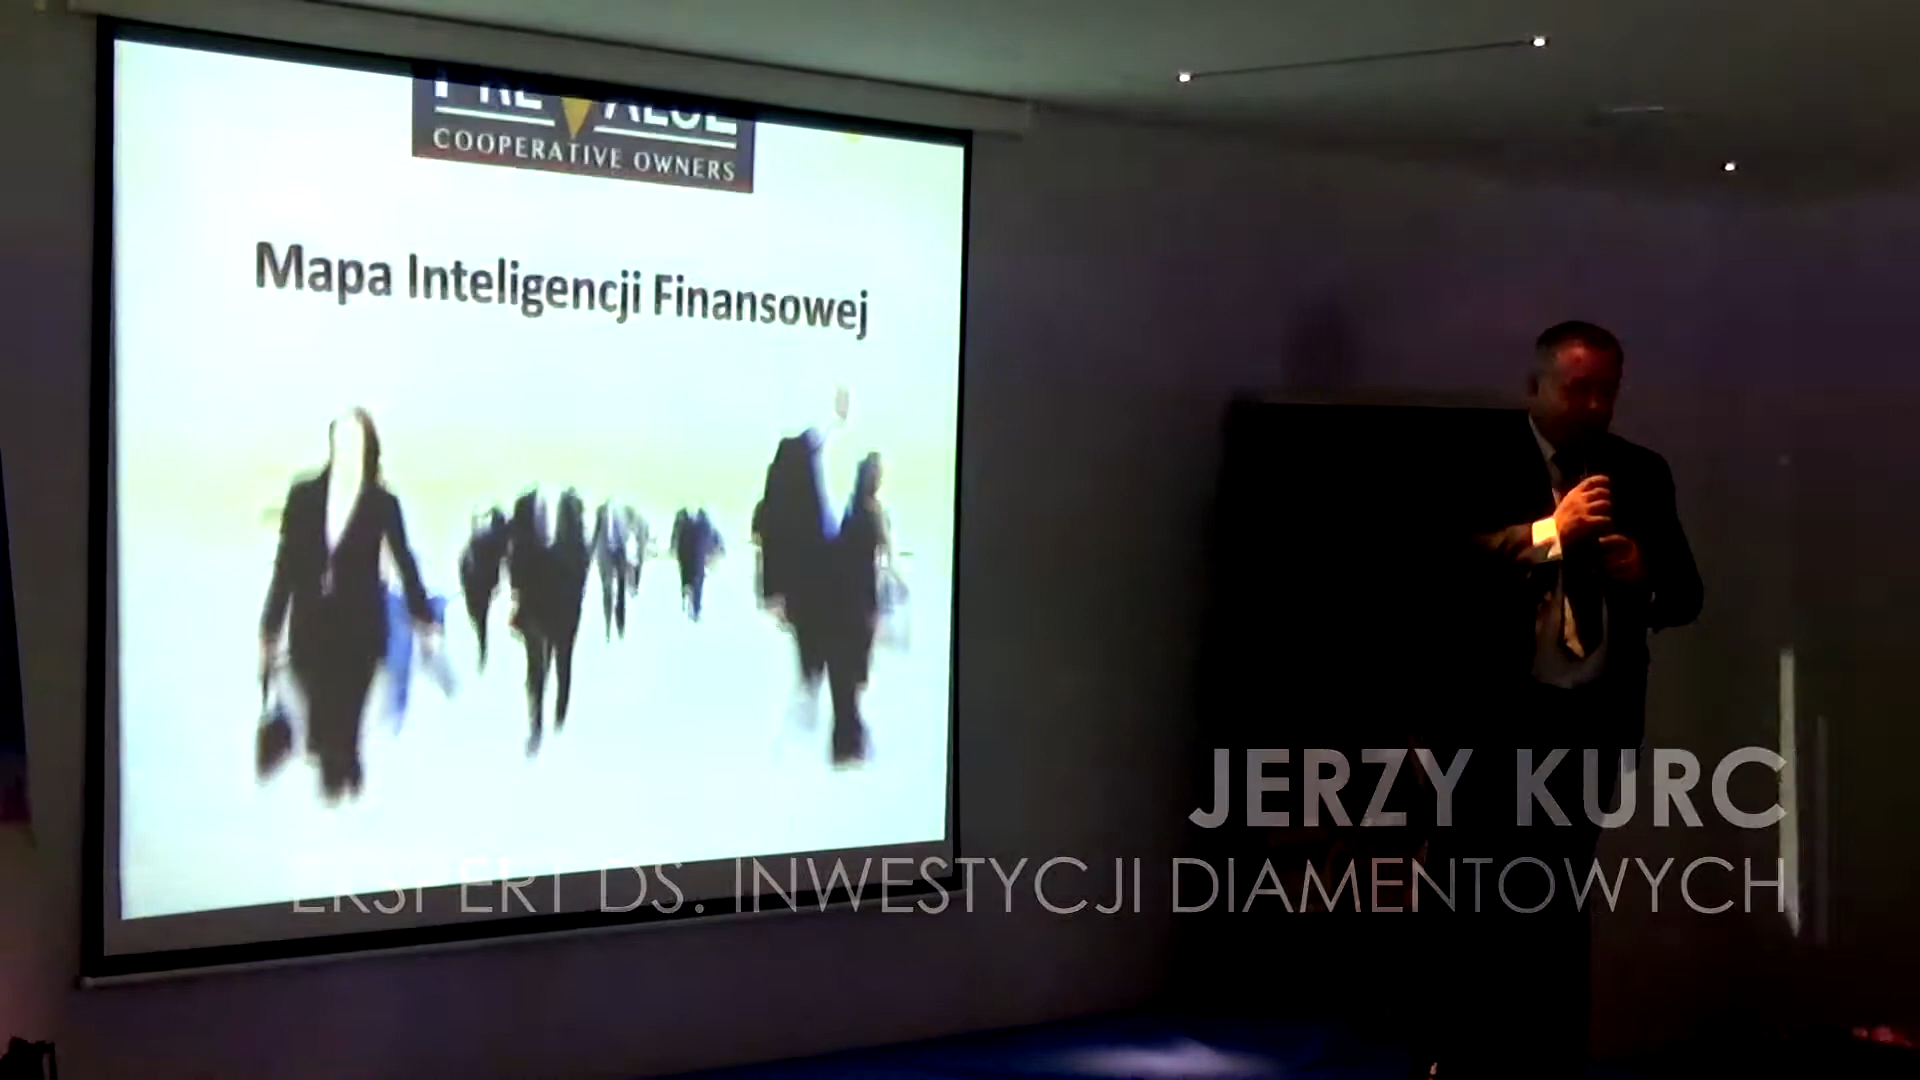 COOPERATIVE OWNERS
Mapa Inteligencji Finansowej
JERZY KURC
EKSPERT DS. INWESTYCJI DIAMENTOWYCH